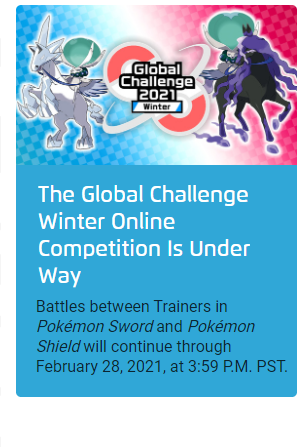 Global
Challenge
2021
Winter
The Global Challenge
Winter Online
Competition Is Under
Way
Battles between Trainers in
Pokémon Sword and Pokémon
Shield will continue through
February 28, 2021, at 3:59 P.M. PST.